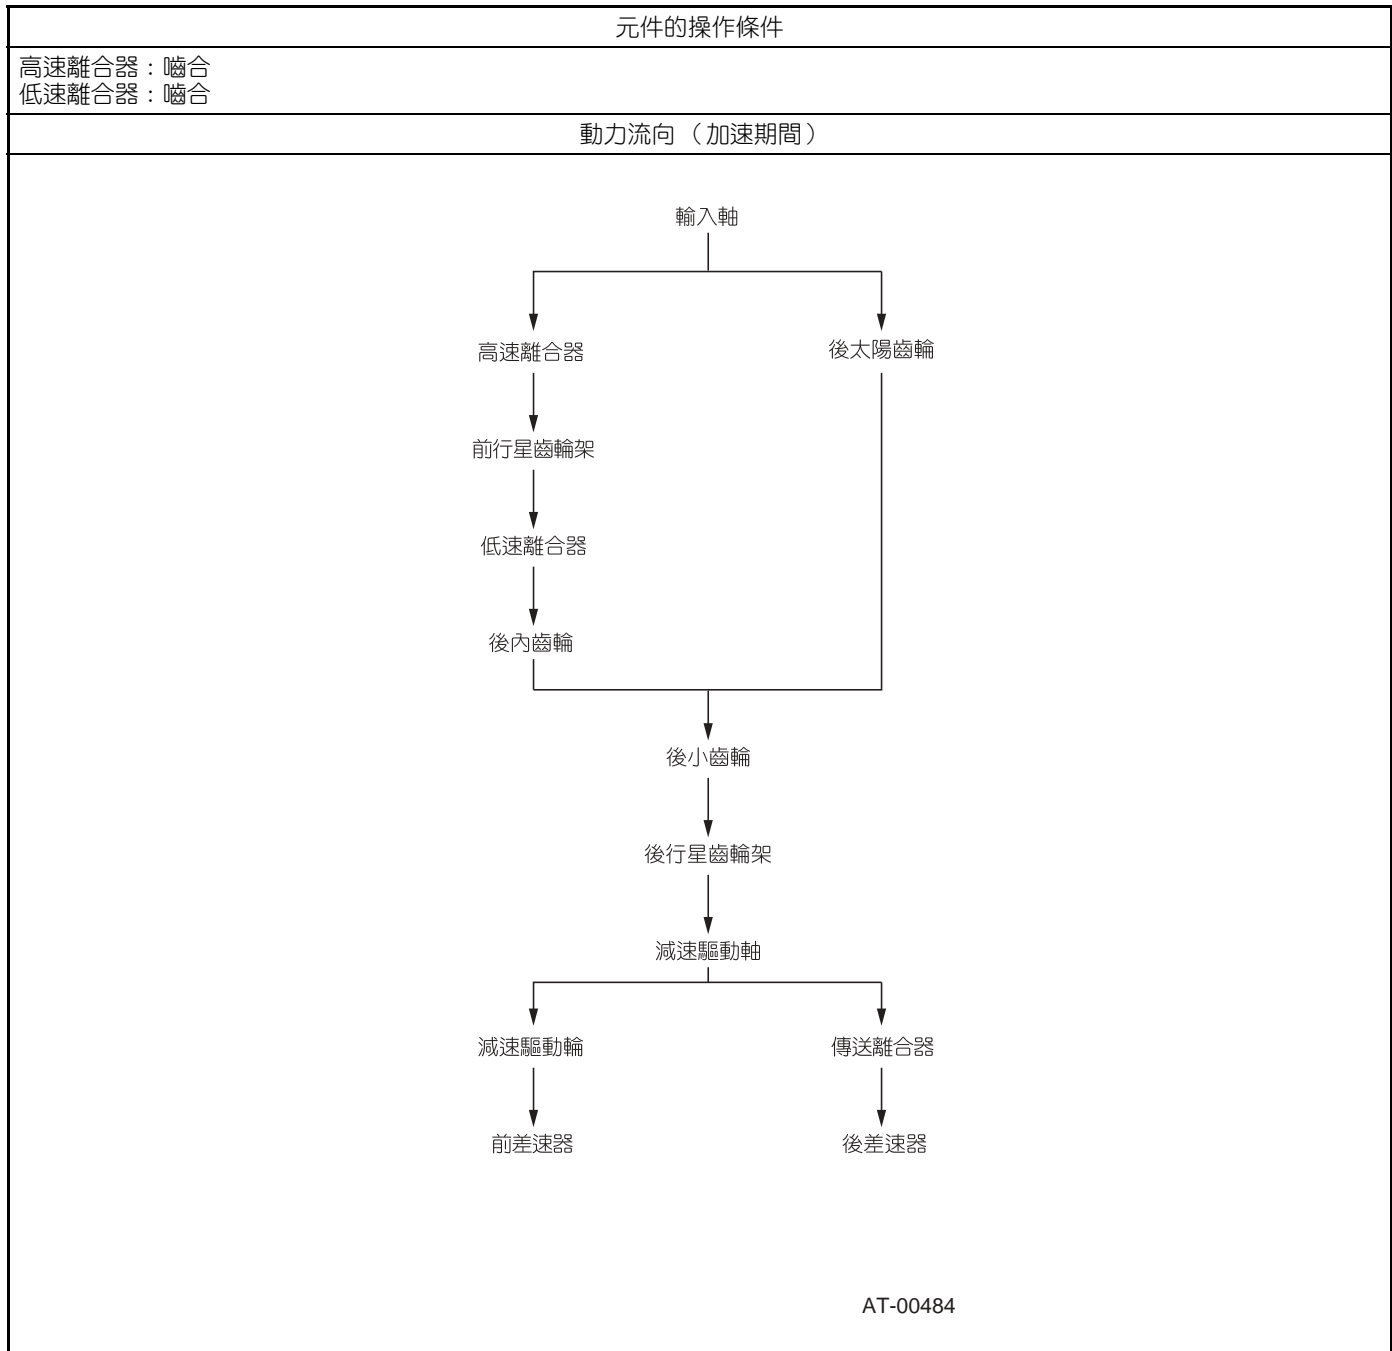 元件的操作條件
高速離合器：嚙合
低速離合器：嚙合
動力流向（加速期間）
輸入軸
高速離合器
後太陽齒輪
前行星齒輪架
低速離合器
後內齒輪
後小齒輪
後行星齒輪架
減速驅動軸
減速驅動輪
傳送離合器
前差速器
後差速器
AT-00484